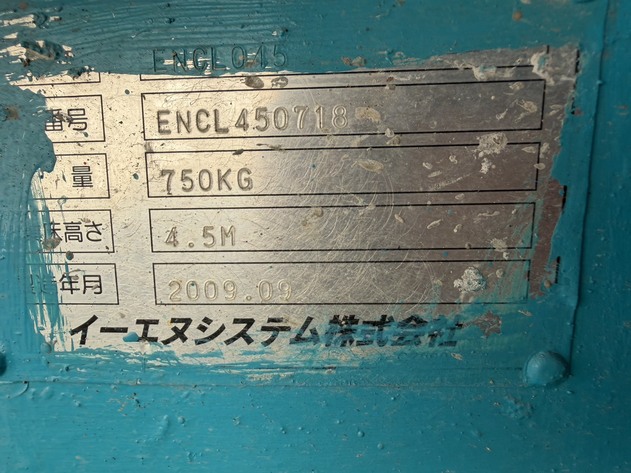 ENCL045
番号 ENCL450718
量 750KG
床高さ 4.5M
年月 2009.09
イーエヌシステム株式会社